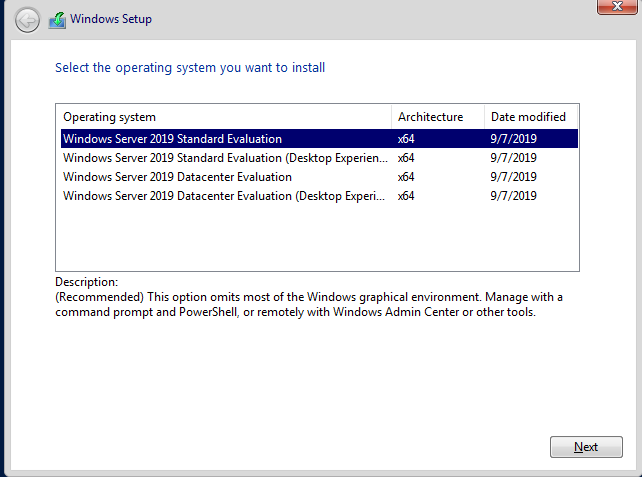 Windows Setup
Select the operating system you want to install
Operating system Architecture Date modified
Windows Server 2019 Standard Evaluation x64 9/7/2019
Windows Server 2019 Standard Evaluation (Desktop Experien... x64 9/7/2019
Windows Server 2019 Datacenter Evaluation x64 9/7/2019
Windows Server 2019 Datacenter Evaluation (Desktop Experi... x64 9/7/2019
Description:
(Recommended) This option omits most of the Windows graphical environment. Manage with a
command prompt and PowerShell, or remotely with Windows Admin Center or other tools.
Next